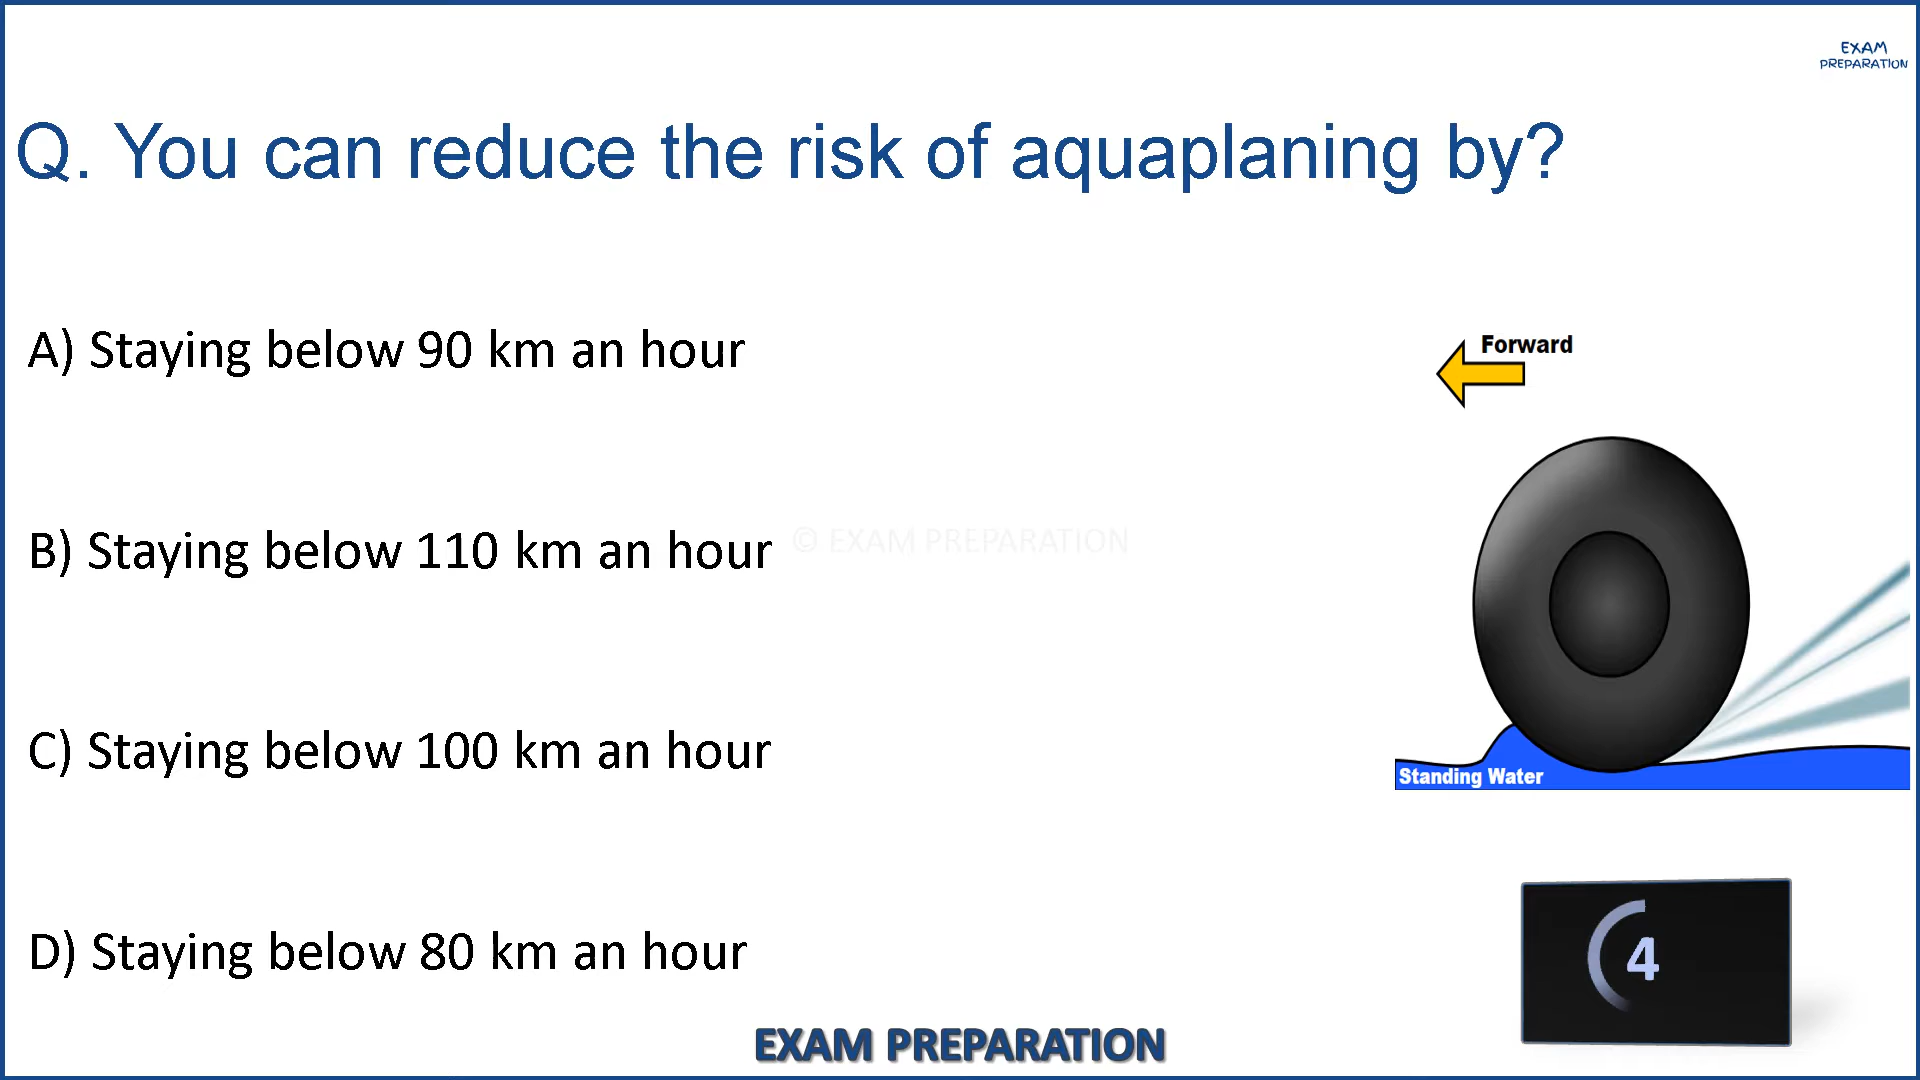 EXAM
PREPARATION
Q. You can reduce the risk of aquaplaning by?
A) Staying below 90 km an hour
Forward
B) Staying below 110 km an hour
© EXAM PREPARATION
C) Staying below 100 km an hour
Standing Water
D) Staying below 80 km an hour
4
EXAM PREPARATION